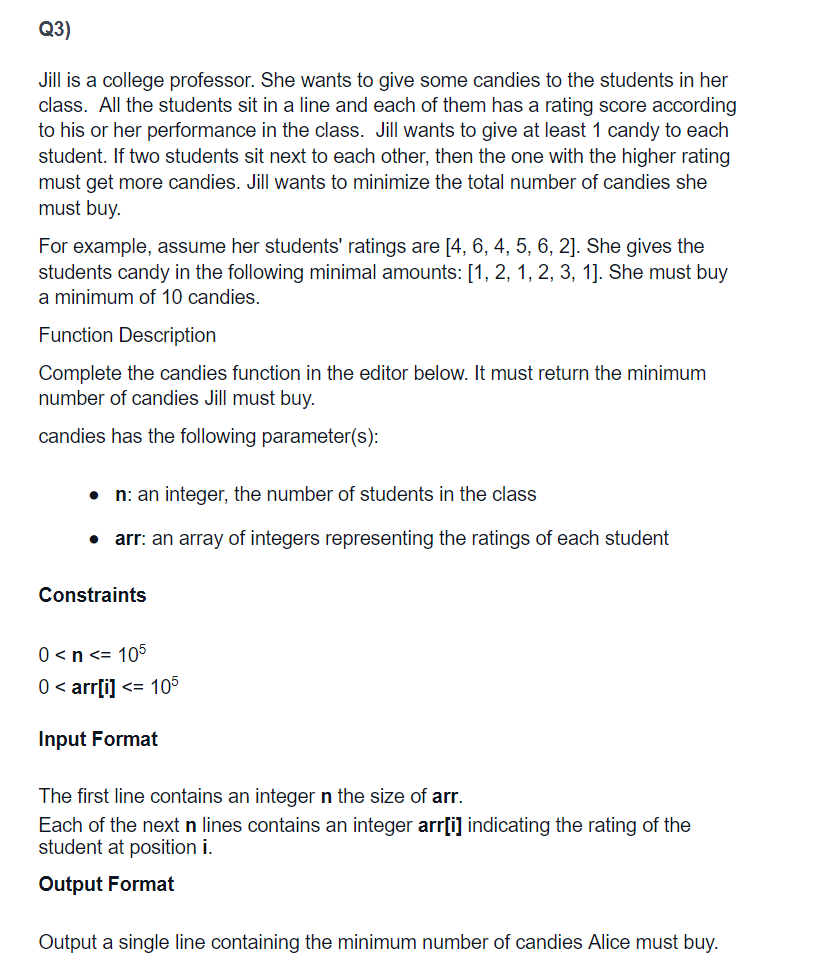 Q3)
Jill is a college professor. She wants to give some candies to the students in her
class.  All the students sit in a line and each of them has a rating score according
to his or her performance in the class.  Jill wants to give at least 1 candy to each
student. If two students sit next to each other, then the one with the higher rating
must get more candies. Jill wants to minimize the total number of candies she
must buy.
For example, assume her students' ratings are [4, 6, 4, 5, 6, 2]. She gives the
students candy in the following minimal amounts: [1, 2, 1, 2, 3, 1]. She must buy
a minimum of 10 candies.
Function Description
Complete the candies function in the editor below. It must return the minimum
number of candies Jill must buy.
candies has the following parameter(s):
● n: an integer, the number of students in the class
● arr: an array of integers representing the ratings of each student
Constraints
0 < n <= 10⁵
0 < arr[i] <= 10⁵
Input Format
The first line contains an integer n the size of arr.
Each of the next n lines contains an integer arr[i] indicating the rating of the
student at position i.
Output Format
Output a single line containing the minimum number of candies Alice must buy.